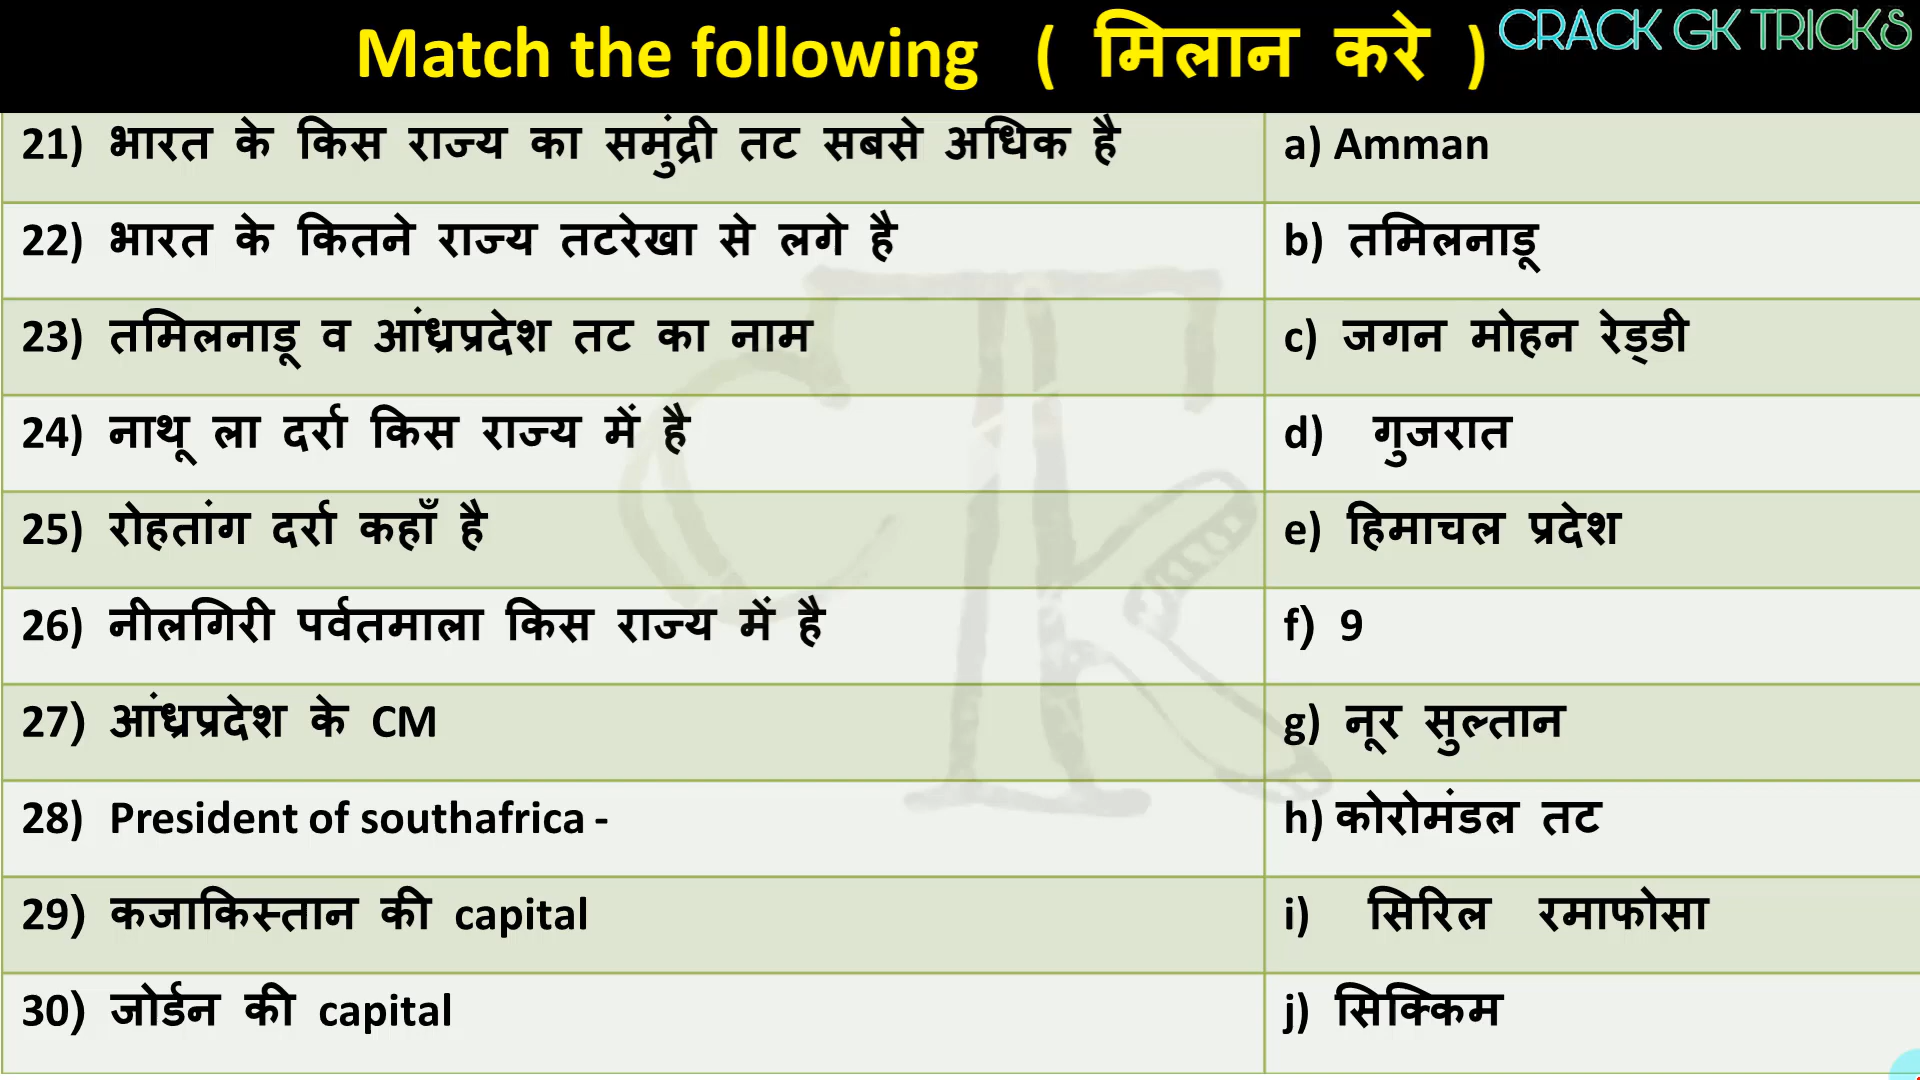 Match the following ( मिलान करे )
CRACK GK TRICKS
21) भारत के किस राज्य का समुंद्री तट सबसे अधिक है
a) Amman
22) भारत के कितने राज्य तटरेखा से लगे है
b) तमिलनाडू
23) तमिलनाडू व आंध्रप्रदेश तट का नाम
c) जगन मोहन रेड्डी
24) नाथू ला दर्रा किस राज्य में है
d) गुजरात
25) रोहतांग दर्रा कहाँ है
e) हिमाचल प्रदेश
26) नीलगिरी पर्वतमाला किस राज्य में है
f) 9
27) आंध्रप्रदेश के CM
g) नूर सुल्तान
28) President of southafrica -
h) कोरोमंडल तट
29) कजाकिस्तान की capital
i) सिरिल रमाफोसा
30) जोर्डन की capital
j) सिक्किम